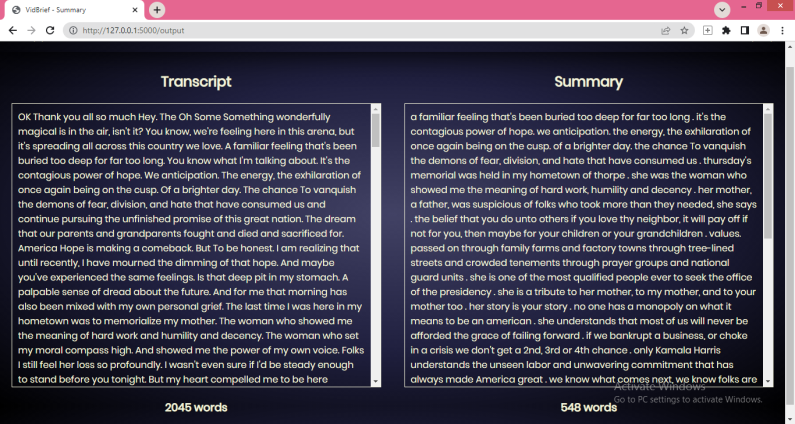 VidBrief - Summary
http://127.0.0.1:5000/output
Transcript
OK Thank you all so much Hey. The Oh Some Something wonderfully
magical is in the air, isn't it? You know, we're feeling here in this arena, but
it's spreading all across this country we love. A familiar feeling that's been
buried too deep for far too long. You know what I'm talking about. It's the
contagious power of hope. We anticipation. The energy, the exhilaration of
once again being on the cusp. Of a brighter day. The chance To vanquish
the demons of fear, division, and hate that have consumed us and
continue pursuing the unfinished promise of this great nation. The dream
that our parents and grandparents fought and died and sacrificed for.
America Hope is making a comeback. But To be honest. I am realizing that
until recently, I have mourned the dimming of that hope. And maybe
you've experienced the same feelings. Is that deep pit in my stomach. A
palpable sense of dread about the future. And for me that morning has
also been mixed with my own personal grief. The last time I was here in my
hometown was to memorialize my mother. The woman who showed me
the meaning of hard work and humility and decency. The woman who set
my moral compass high. And showed me the power of my own voice. Folks
I still feel her loss so profoundly. I wasn't even sure if I'd be steady enough
to stand before you tonight. But my heart compelled me to be here
2045 words
Summary
a familiar feeling that's been buried too deep for far too long . it's the
contagious power of hope. we anticipation. the energy, the exhilaration of
once again being on the cusp. of a brighter day. the chance To vanquish
the demons of fear, division, and hate that have consumed us . thursday's
memorial was held in my hometown of thorpe . she was the woman who
showed me the meaning of hard work, humility and decency . her mother,
a father, was suspicious of folks who took more than they needed, she says
. the belief that you do unto others if you love thy neighbor, it will pay off if
not for you, then maybe for your children or your grandchildren . values.
passed on through family farms and factory towns through tree-lined
streets and crowded tenements through prayer groups and national
guard units . she is one of the most qualified people ever to seek the office
of the presidency . she is a tribute to her mother, to my mother, and to your
mother too . her story is your story . no one has a monopoly on what it
means to be an american . she understands that most of us will never be
afforded the grace of failing forward . if we bankrupt a business, or choke
in a crisis we don't get a 2nd, 3rd or 4th chance . only Kamala Harris
understands the unseen labor and unwavering commitment that has
always made America great . we know what comes next, we know folks are
548 words
Activate Windows
Go to PC settings to activate Windows.